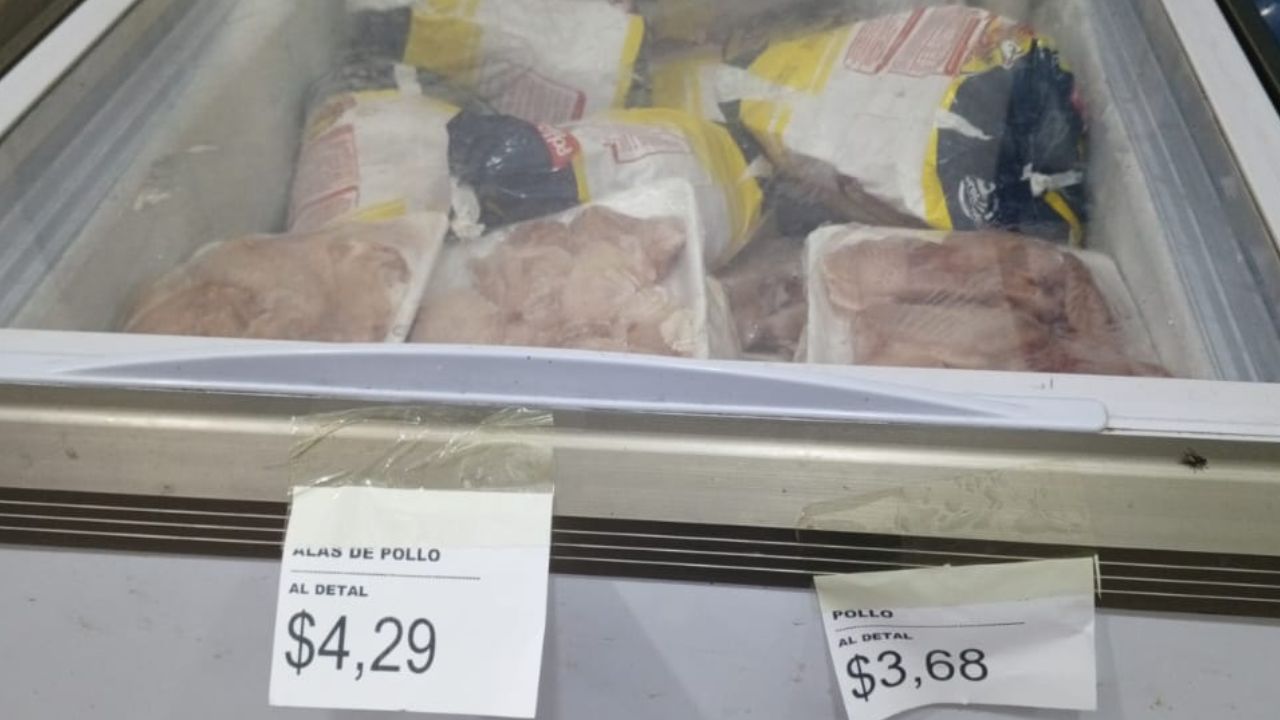 ALAS DE POLLO
AL DETAL
$4,29
POLLO
AL DETAL
$3,68